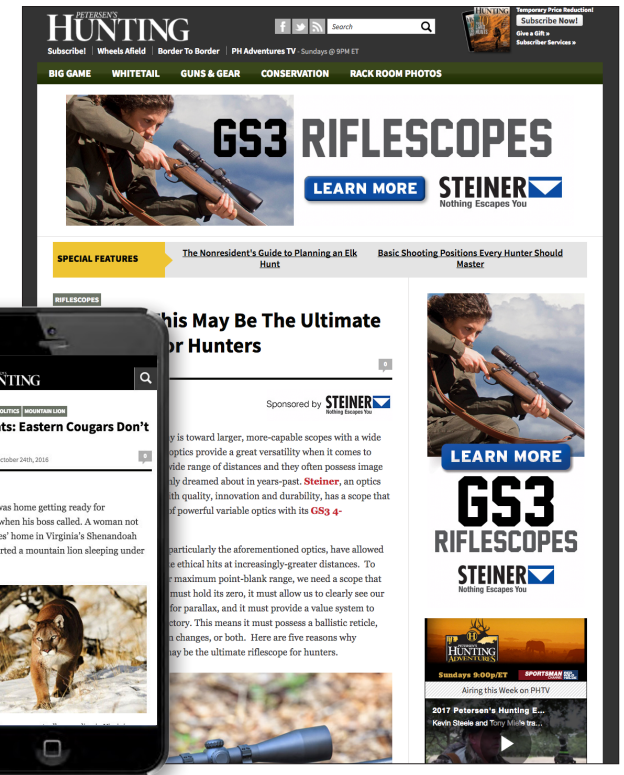 PETERSEN'S
HUNTING
f
Search
HUNTING
Temporary Price Reduction!
Subscribe Now!
Give a Gift »
Subscriber Services »
Subscribe! Wheels Afield Border To Border PH Adventures TV - Sundays @ 9PM ET
BIG GAME WHITETAIL GUNS & GEAR CONSERVATION RACK ROOM PHOTOS
GS3 RIFLESCOPES
LEARN MORE STEINER
Nothing Escapes You
SPECIAL FEATURES
The Nonresident's Guide to Planning an Elk
Hunt
Basic Shooting Positions Every Hunter Should
Master
RIFLESCOPES
his May Be The Ultimate
or Hunters
0
Sponsored by STEINER
Nothing Escapes You
y is toward larger, more-capable scopes with a wide
optics provide a great versatility when it comes to
wide range of distances and they often possess image
nly dreamed about in years-past. Steiner, an optics
ith quality, innovation and durability, has a scope that
of powerful variable optics with its GS3 4-
particularly the aforementioned optics, have allowed
e ethical hits at increasingly-greater distances. To
r maximum point-blank range, we need a scope that
must hold its zero, it must allow us to clearly see our
for parallax, and it must provide a value system to
ctory. This means it must possess a ballistic reticle,
n changes, or both. Here are five reasons why
may be the ultimate riflescope for hunters.
LEARN MORE
GS3
RIFLESCOPES
STEINER
Nothing Escapes You
H
PETERSEN'S
HUNTING
ADVENTURES
Sundays 9:00p/ET SPORTSMAN
CHANNEL
Airing this Week on PHTV
2017 Petersen's Hunting E...
Kevin Steele and Tony Miele tra...
NTING
OLITICS MOUNTAIN LION
ts: Eastern Cougars Don't
ctober 24th, 2016
0
was home getting ready for
when his boss called. A woman not
es' home in Virginia's Shenandoah
rted a mountain lion sleeping under